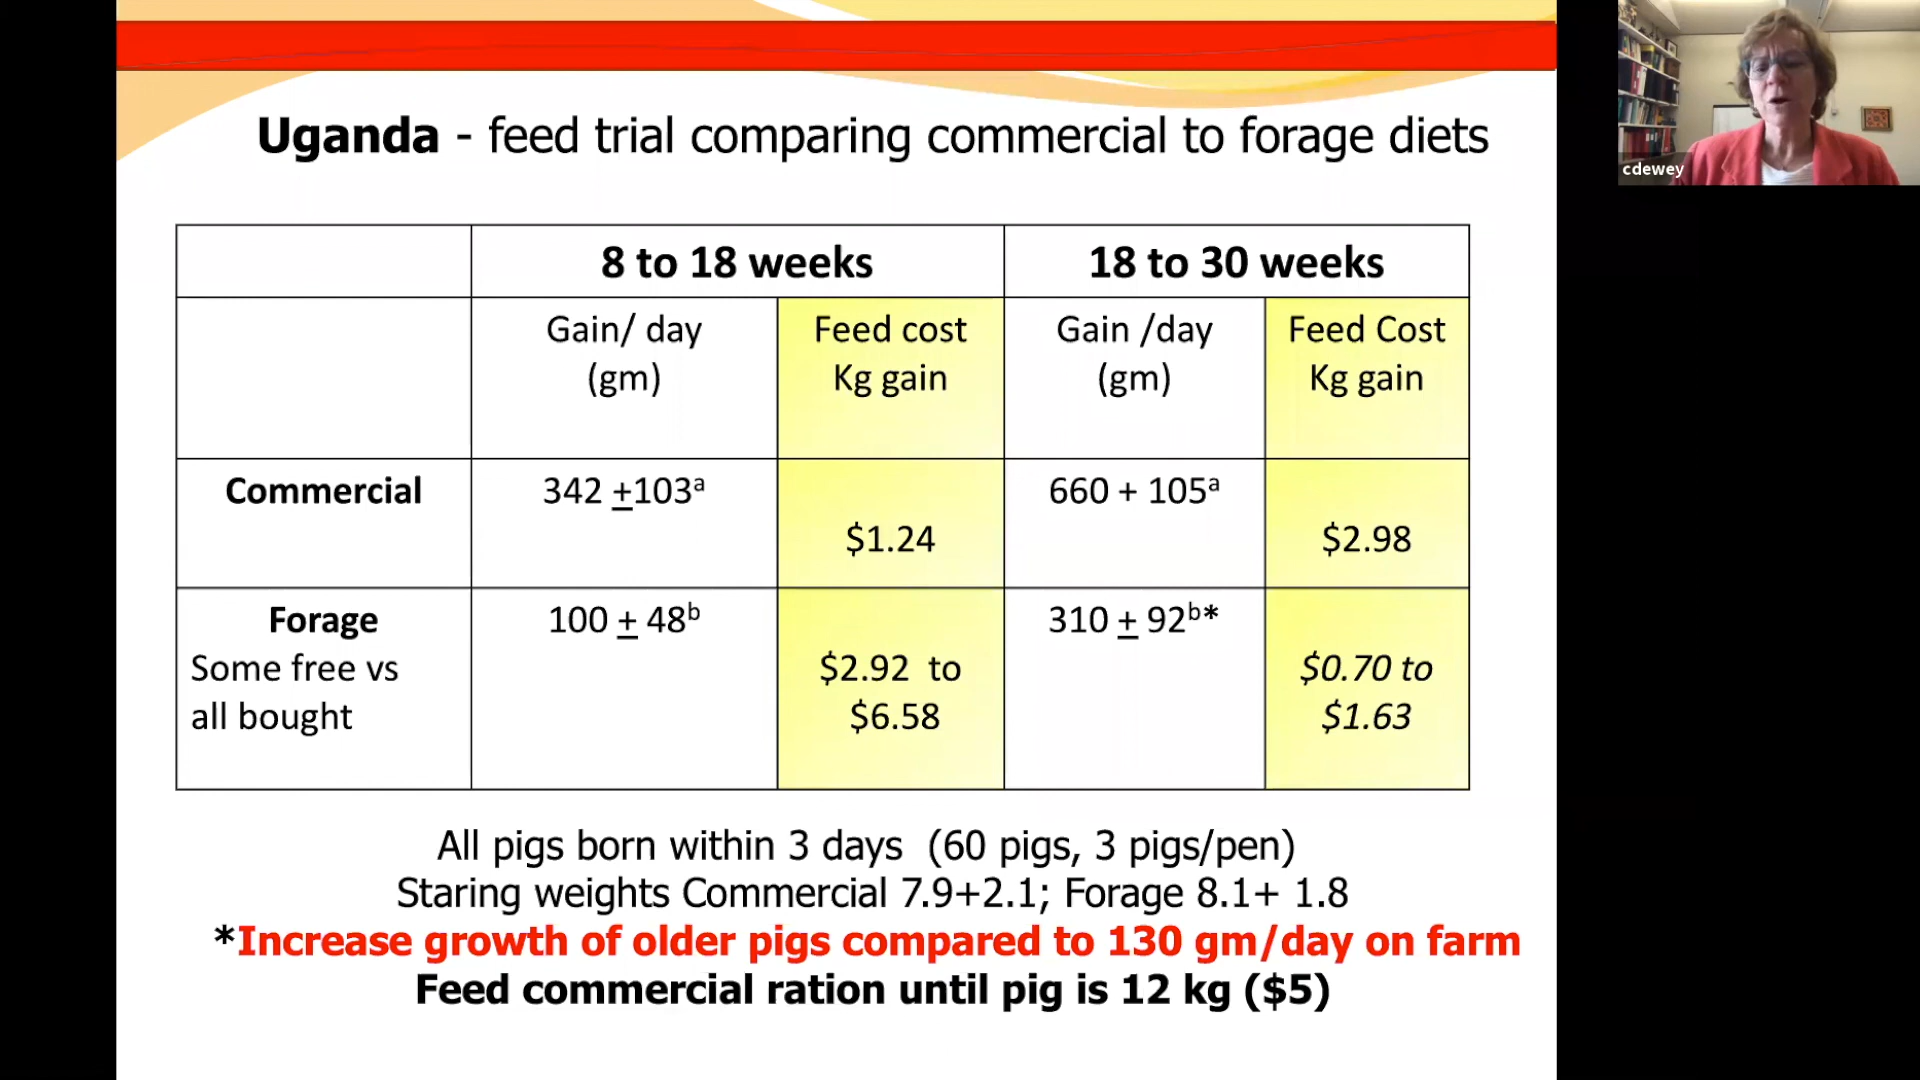 Uganda - feed trial comparing commercial to forage diets
8 to 18 weeks
18 to 30 weeks
Gain/ day
(gm)
Feed cost
Kg gain
Gain /day
(gm)
Feed Cost
Kg gain
Commercial
342 ±103ᵃ
$1.24
660 + 105ᵃ
$2.98
Forage
Some free vs
all bought
100 ± 48ᵇ
$2.92 to
$6.58
310 ± 92ᵇ*
$0.70 to
$1.63
All pigs born within 3 days (60 pigs, 3 pigs/pen)
Staring weights Commercial 7.9+2.1; Forage 8.1+ 1.8
*Increase growth of older pigs compared to 130 gm/day on farm
Feed commercial ration until pig is 12 kg ($5)
cdewey